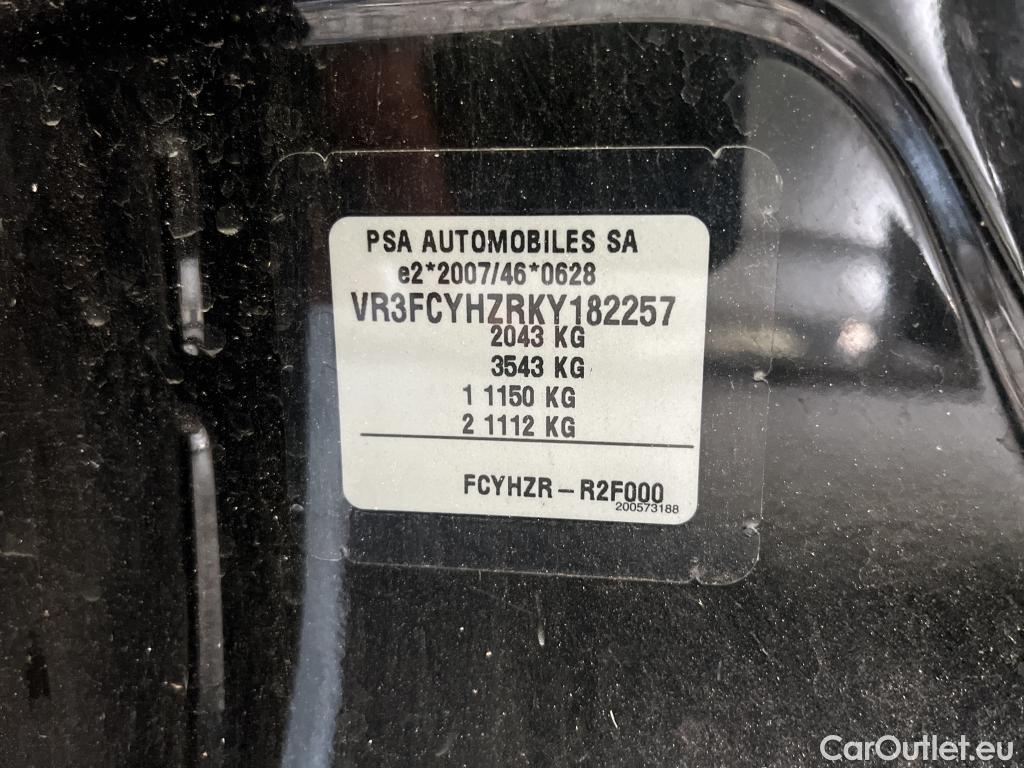 PSA AUTOMOBILES SA
e2*2007/46*0628
VR3FCYHZRKY182257
2043 KG
3543 KG
1 1150 KG
2 1112 KG
FCYHZR – R2F000
200573188
CarOutlet.eu